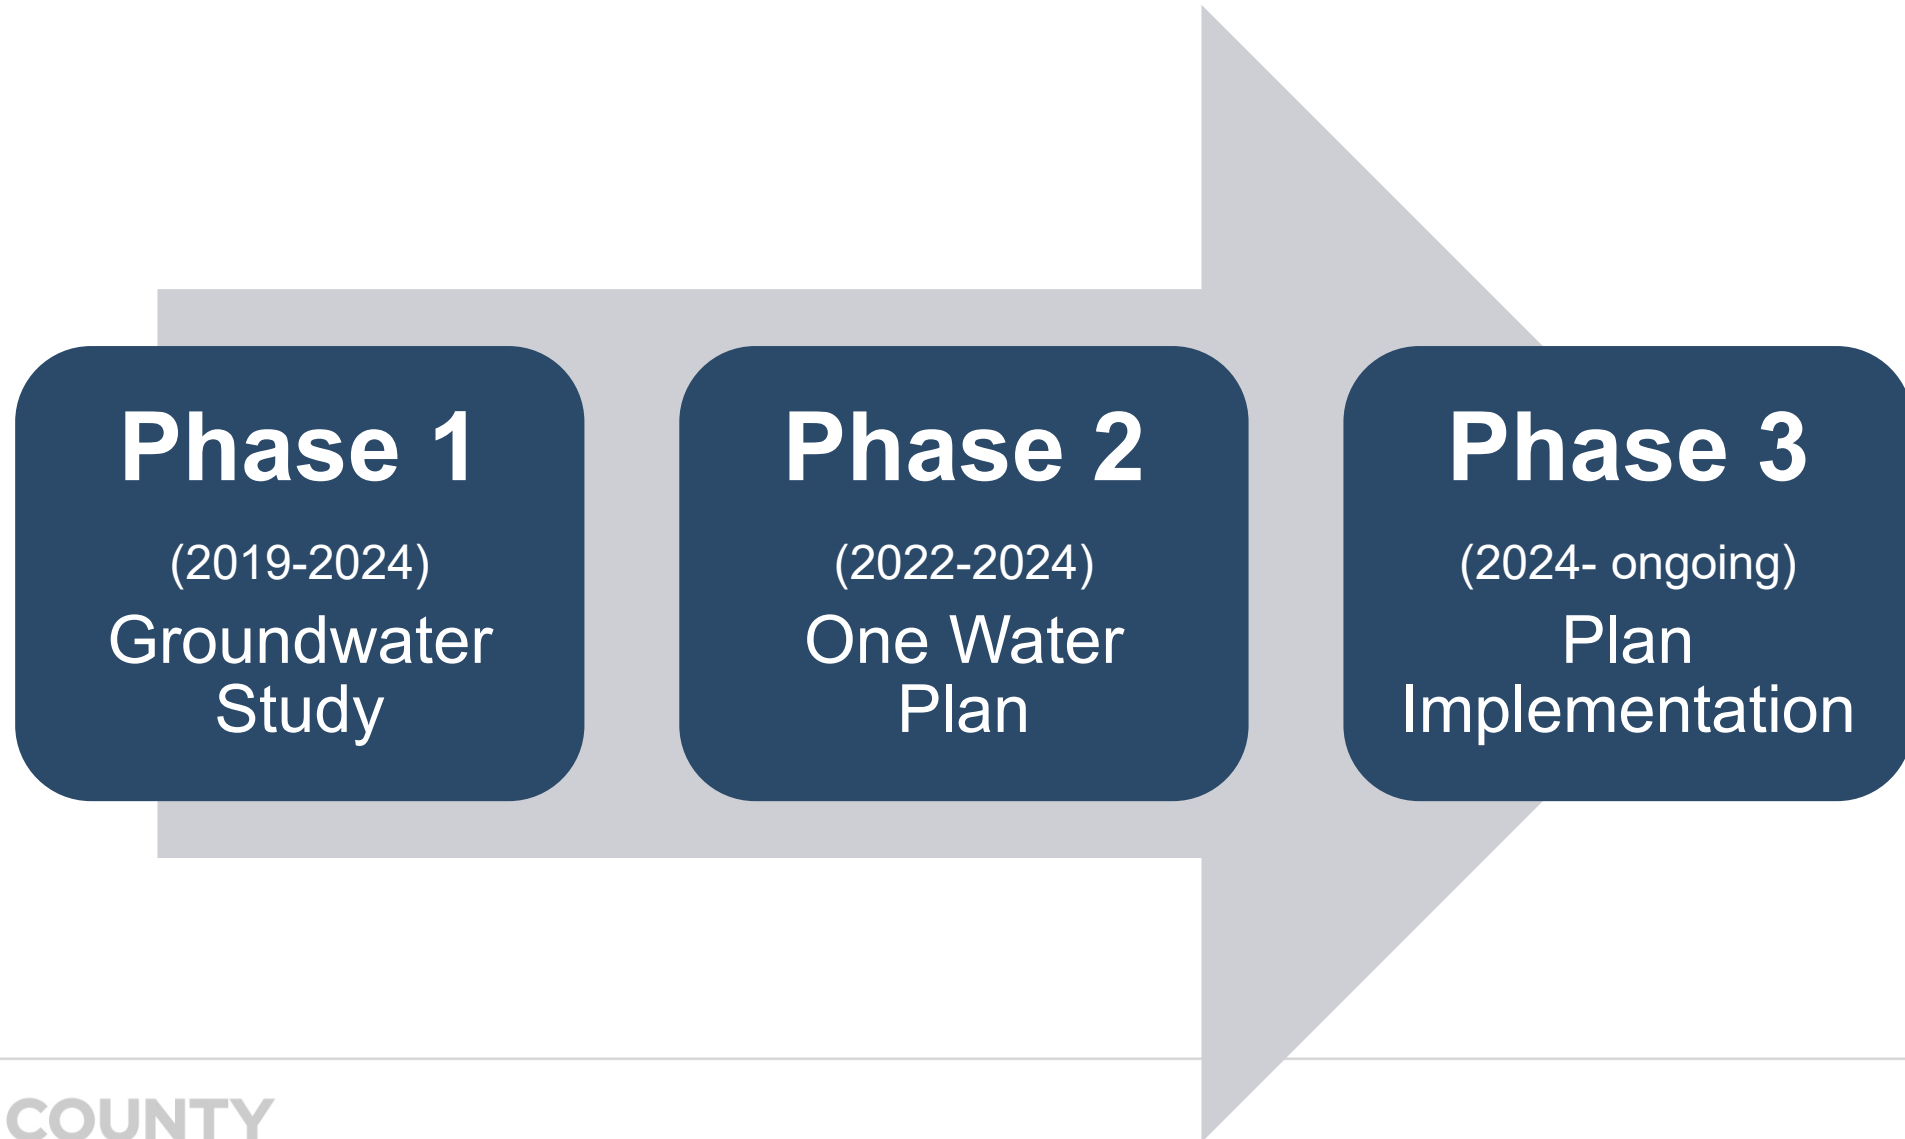 Phase 1
(2019-2024)
Groundwater
Study
Phase 2
(2022-2024)
One Water
Plan
Phase 3
(2024- ongoing)
Plan
Implementation
COUNTY